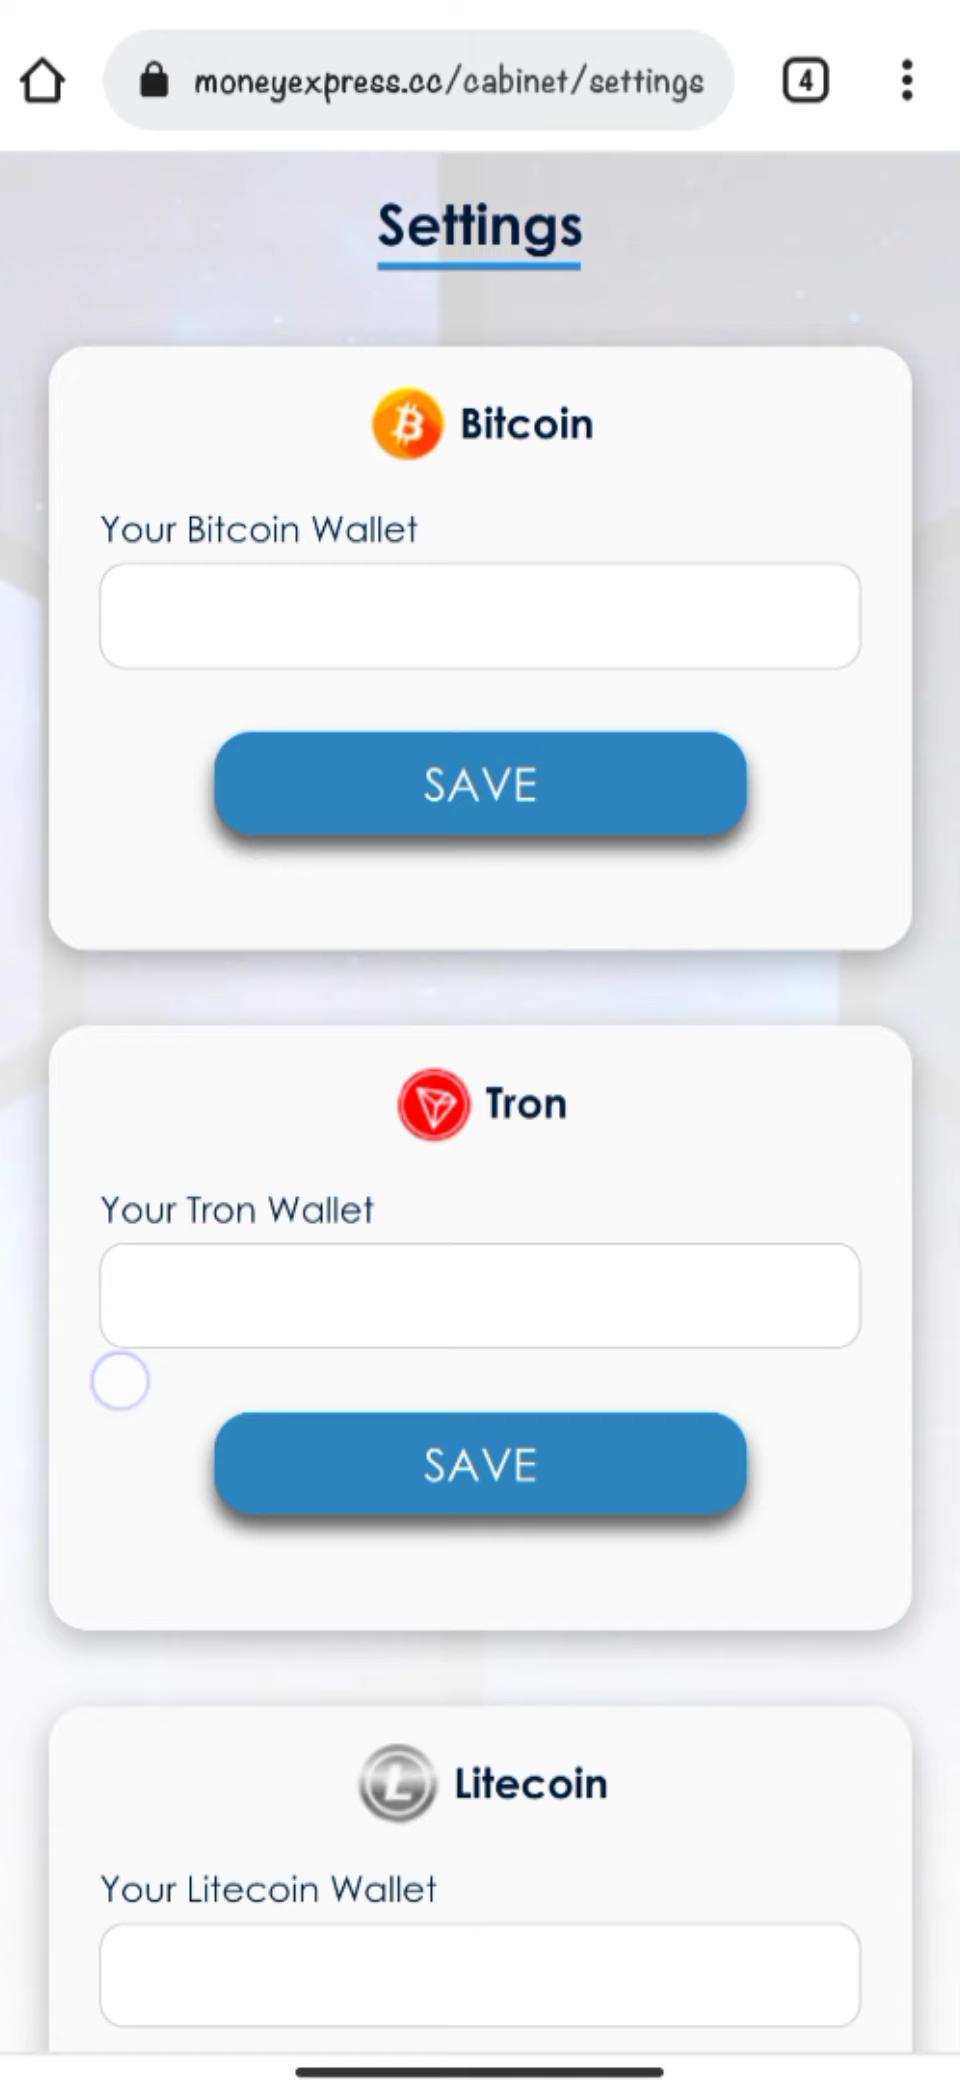 moneyexpress.cc/cabinet/settings
4
Settings
Bitcoin
Your Bitcoin Wallet
SAVE
Tron
Your Tron Wallet
SAVE
Litecoin
Your Litecoin Wallet